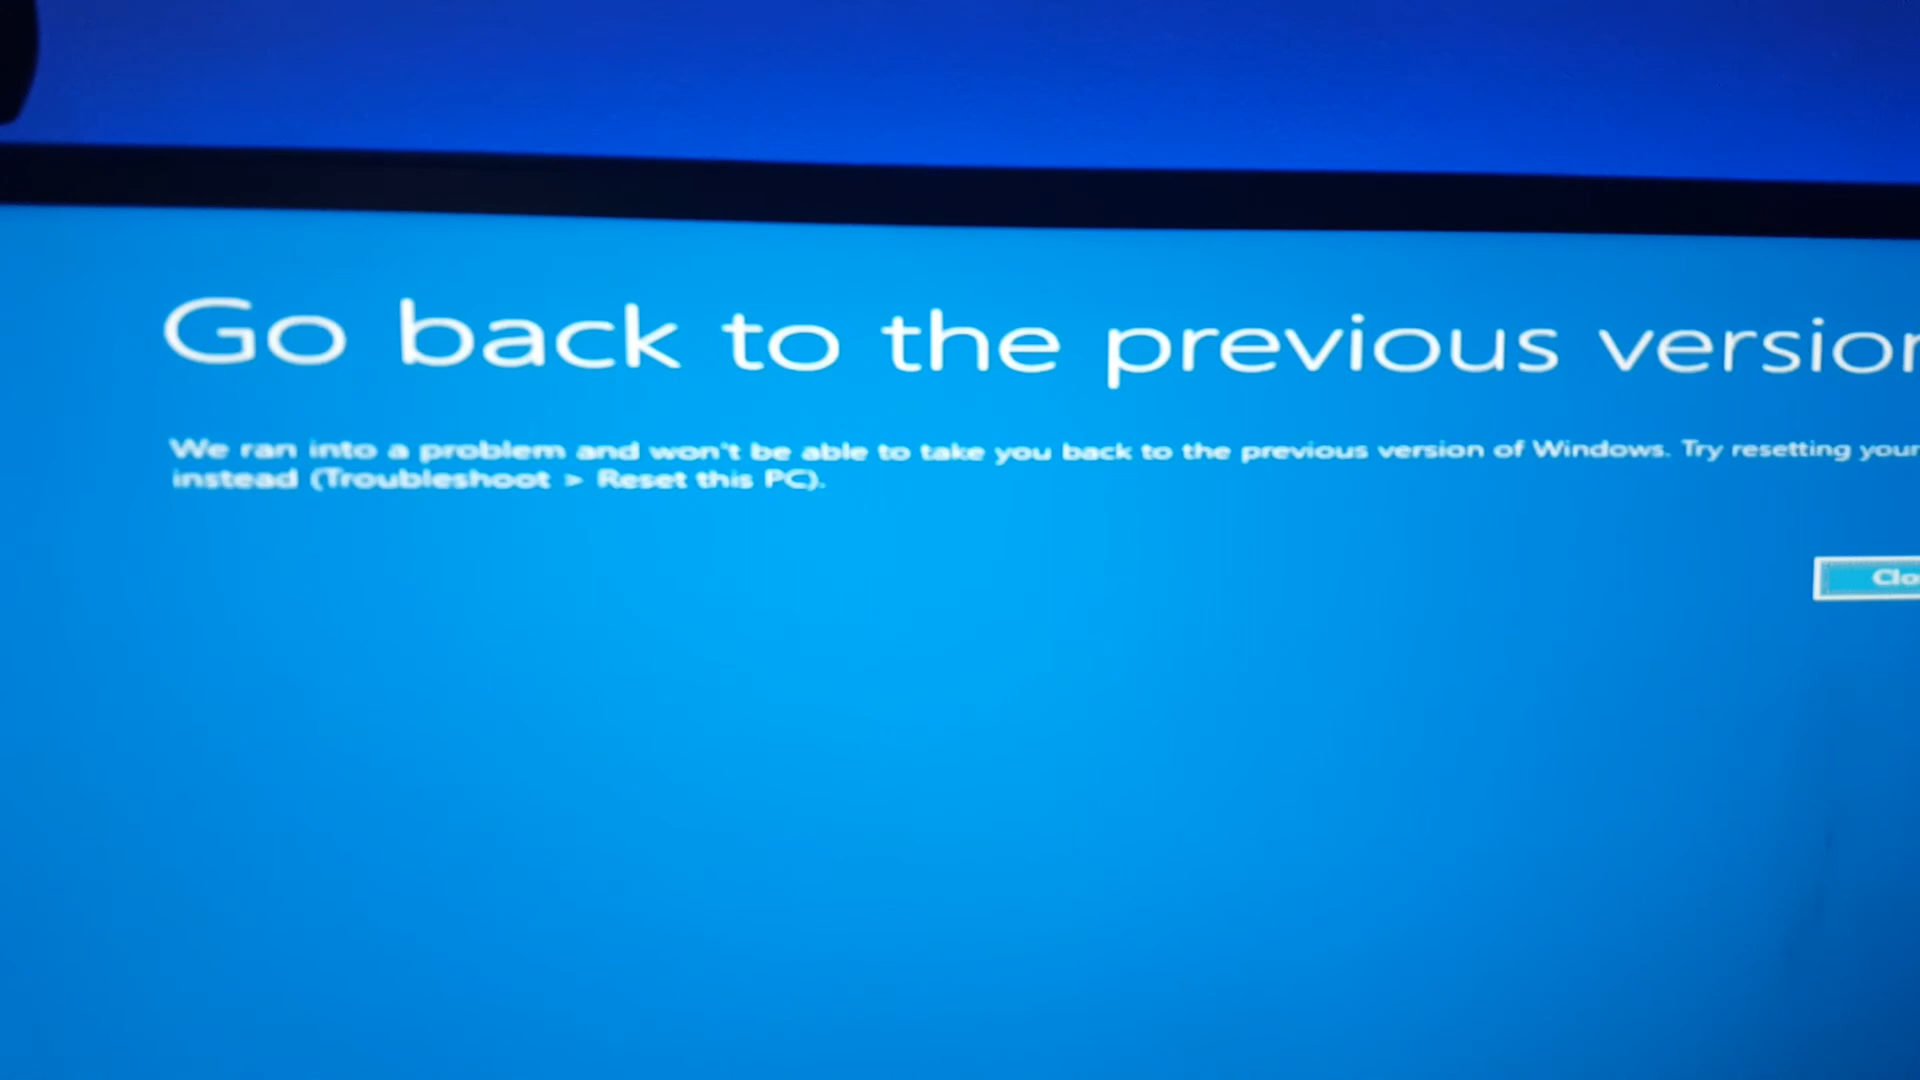 Go back to the previous version
We ran into a problem and won't be able to take you back to the previous version of Windows. Try resetting your
instead (Troubleshoot > Reset this PC).
Clo